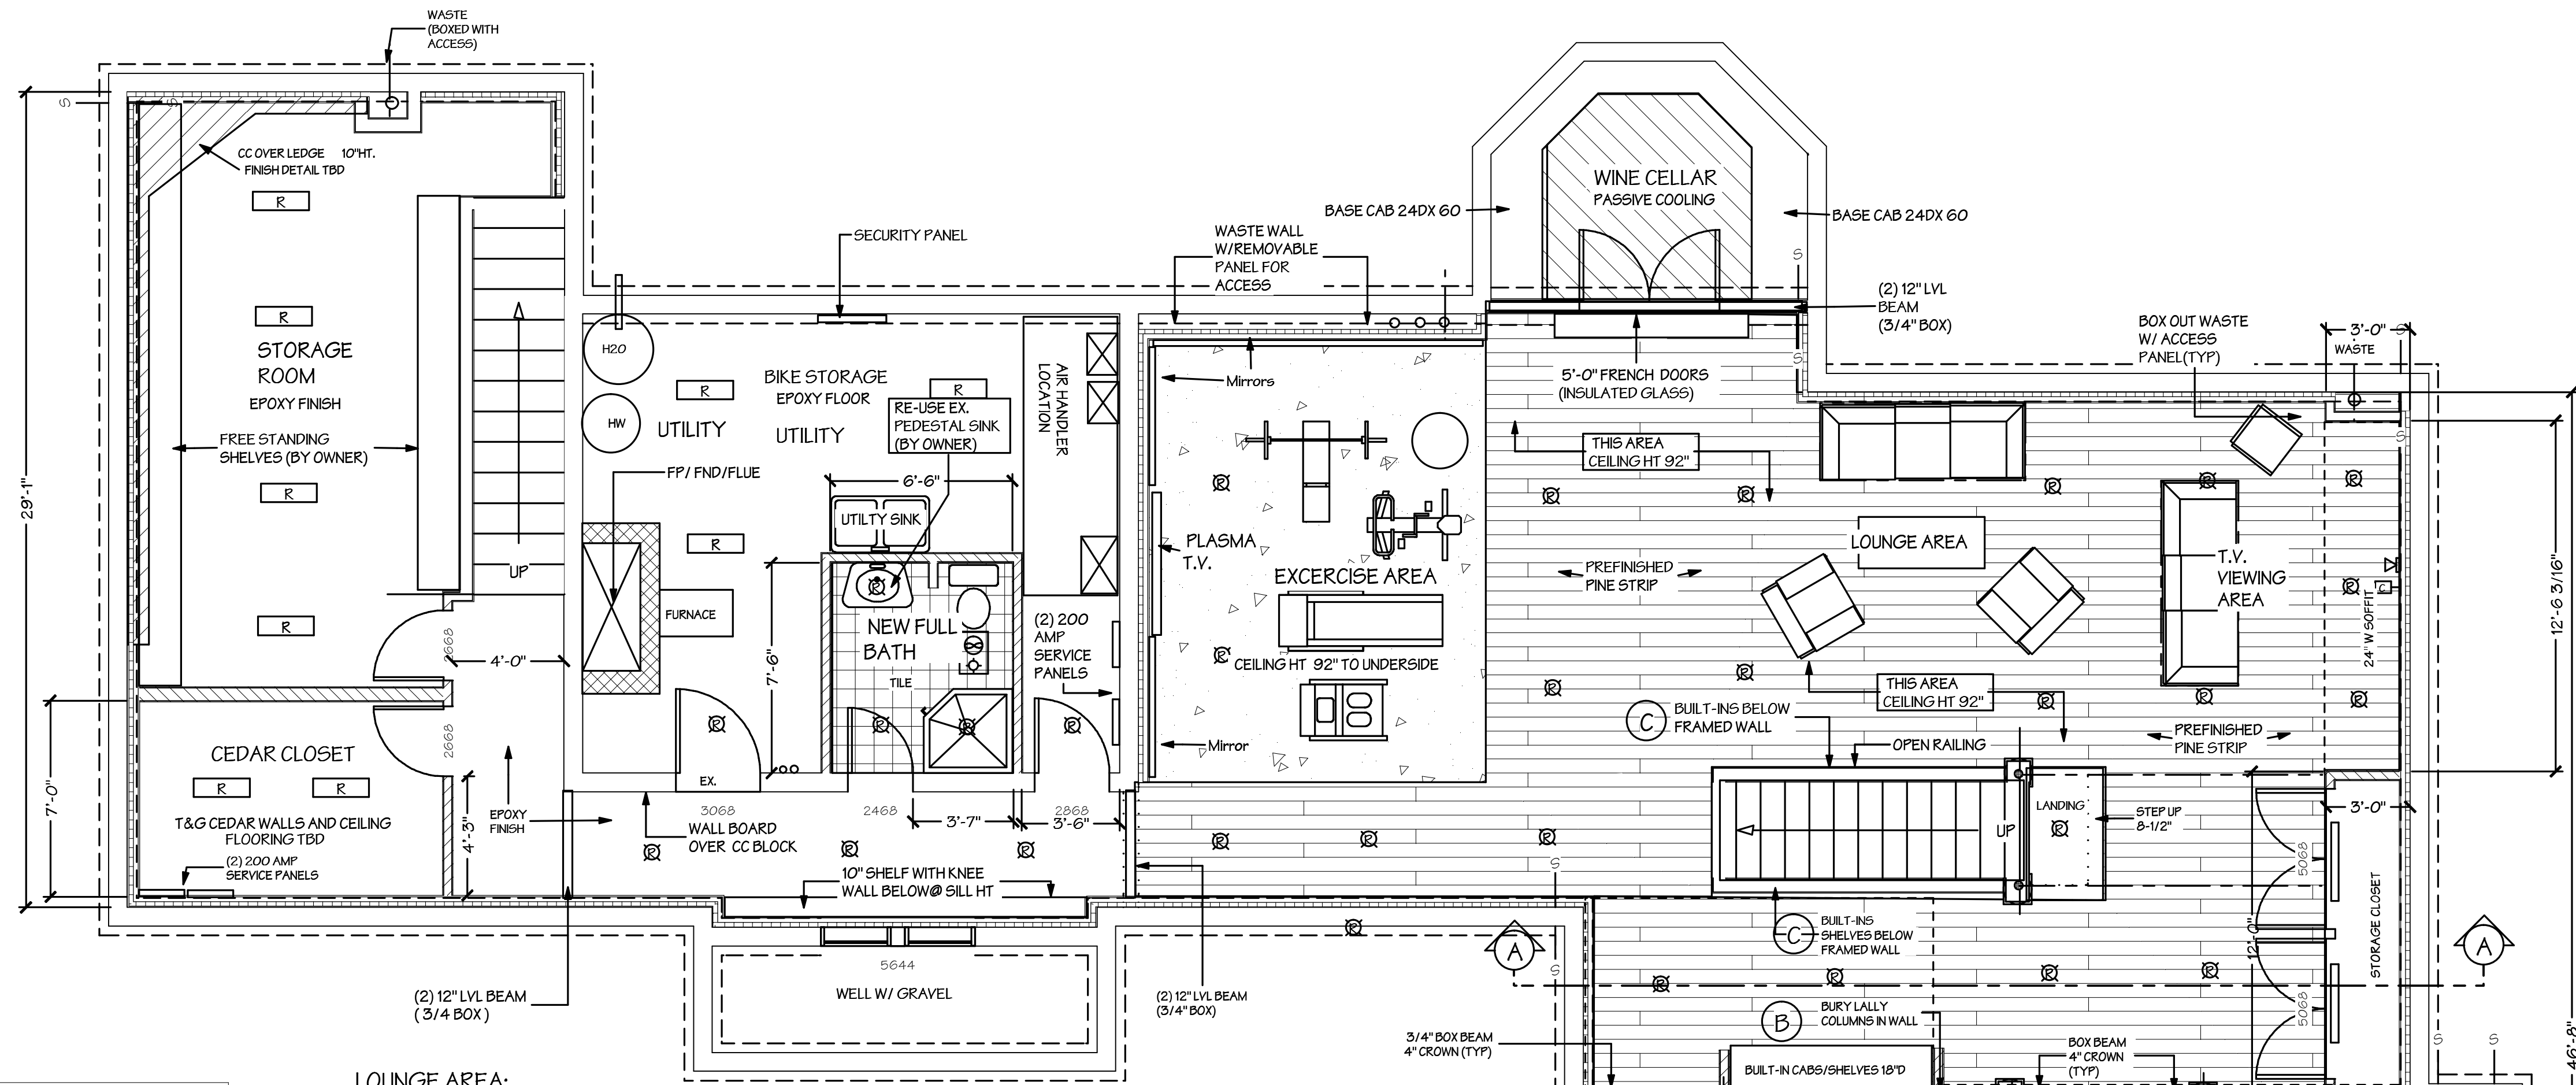 WASTE
(BOXED WITH
ACCESS)
S
S
CC OVER LEDGE 10"HT.
FINISH DETAIL TBD
R
R
STORAGE
ROOM
EPOXY FINISH
FREE STANDING
SHELVES (BY OWNER)
R
R
29'-1"
UP
2668
4'-0"
2668
CEDAR CLOSET
R
R
T&G CEDAR WALLS AND CEILING
FLOORING TBD
(2) 200 AMP
SERVICE PANELS
7'-0"
4'-3"
EPOXY
FINISH
SECURITY PANEL
H20
HW
R
BIKE STORAGE
EPOXY FLOOR
R
UTILITY
UTILITY
RE-USE EX.
PEDESTAL SINK
(BY OWNER)
AIR HANDLER
LOCATION
FP/ FND/FLUE
6'-6"
UTILTY SINK
R
FURNACE
7'-6"
R
NEW FULL
BATH
TILE
(2) 200
AMP
SERVICE
PANELS
R
R
R
R
EX.
3068
2468
2868
3'-7"
3'-6"
WALL BOARD
OVER CC BLOCK
R
R
R
10" SHELF WITH KNEE
WALL BELOW@ SILL HT
5644
WELL W/ GRAVEL
(2) 12" LVL BEAM
( 3/4 BOX )
(2) 12" LVL BEAM
(3/4" BOX)
LOUNGE AREA:
WASTE WALL
W/REMOVABLE
PANEL FOR
ACCESS
Mirrors
R
PLASMA
T.V.
EXCERCISE AREA
R
CEILING HT 92" TO UNDERSIDE
Mirror
BASE CAB 24DX 60
WINE CELLAR
PASSIVE COOLING
BASE CAB 24DX 60
S
(2) 12" LVL
BEAM
(3/4" BOX)
S
5'-0" FRENCH DOORS
(INSULATED GLASS)
THIS AREA
CEILING HT 92"
R
R
R
R
R
BOX OUT WASTE
W/ ACCESS
PANEL(TYP)
3'-0"
S
WASTE
S
LOUNGE AREA
PREFINISHED
PINE STRIP
T.V.
VIEWING
AREA
R
C
24" W SOFFIT
12'-6 3/16"
R
R
THIS AREA
CEILING HT 92"
R
R
R
C
BUILT-INS BELOW
FRAMED WALL
OPEN RAILING
PREFINISHED
PINE STRIP
LANDING
R
UP
STEP UP
8-1/2"
3'-0"
R
R
R
S
5068
STORAGE CLOSET
12'-0"
C
BUILT-INS
SHELVES BELOW
FRAMED WALL
R
A
S
R
R
R
R
A
5068
B
BURY LALLY
COLUMNS IN WALL
3/4" BOX BEAM
4" CROWN (TYP)
BOX BEAM
4" CROWN
(TYP)
BUILT-IN CABS/SHELVES 18"D
S
S
46'-8"